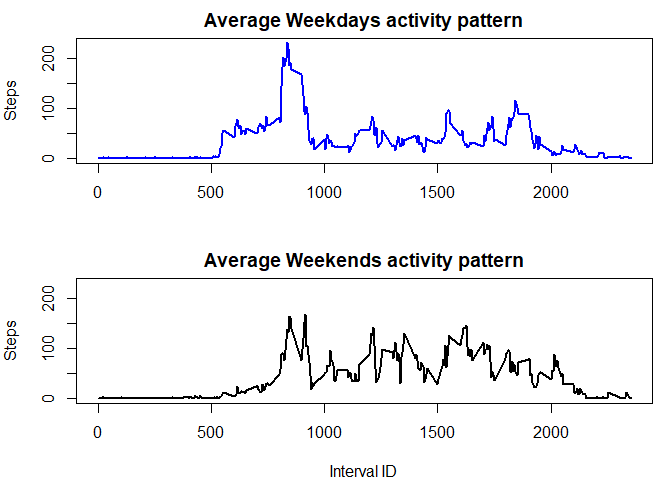 Average Weekdays activity pattern
Steps
200
100
0
0 500 1000 1500 2000
Average Weekends activity pattern
Steps
200
100
0
0 500 1000 1500 2000
Interval ID